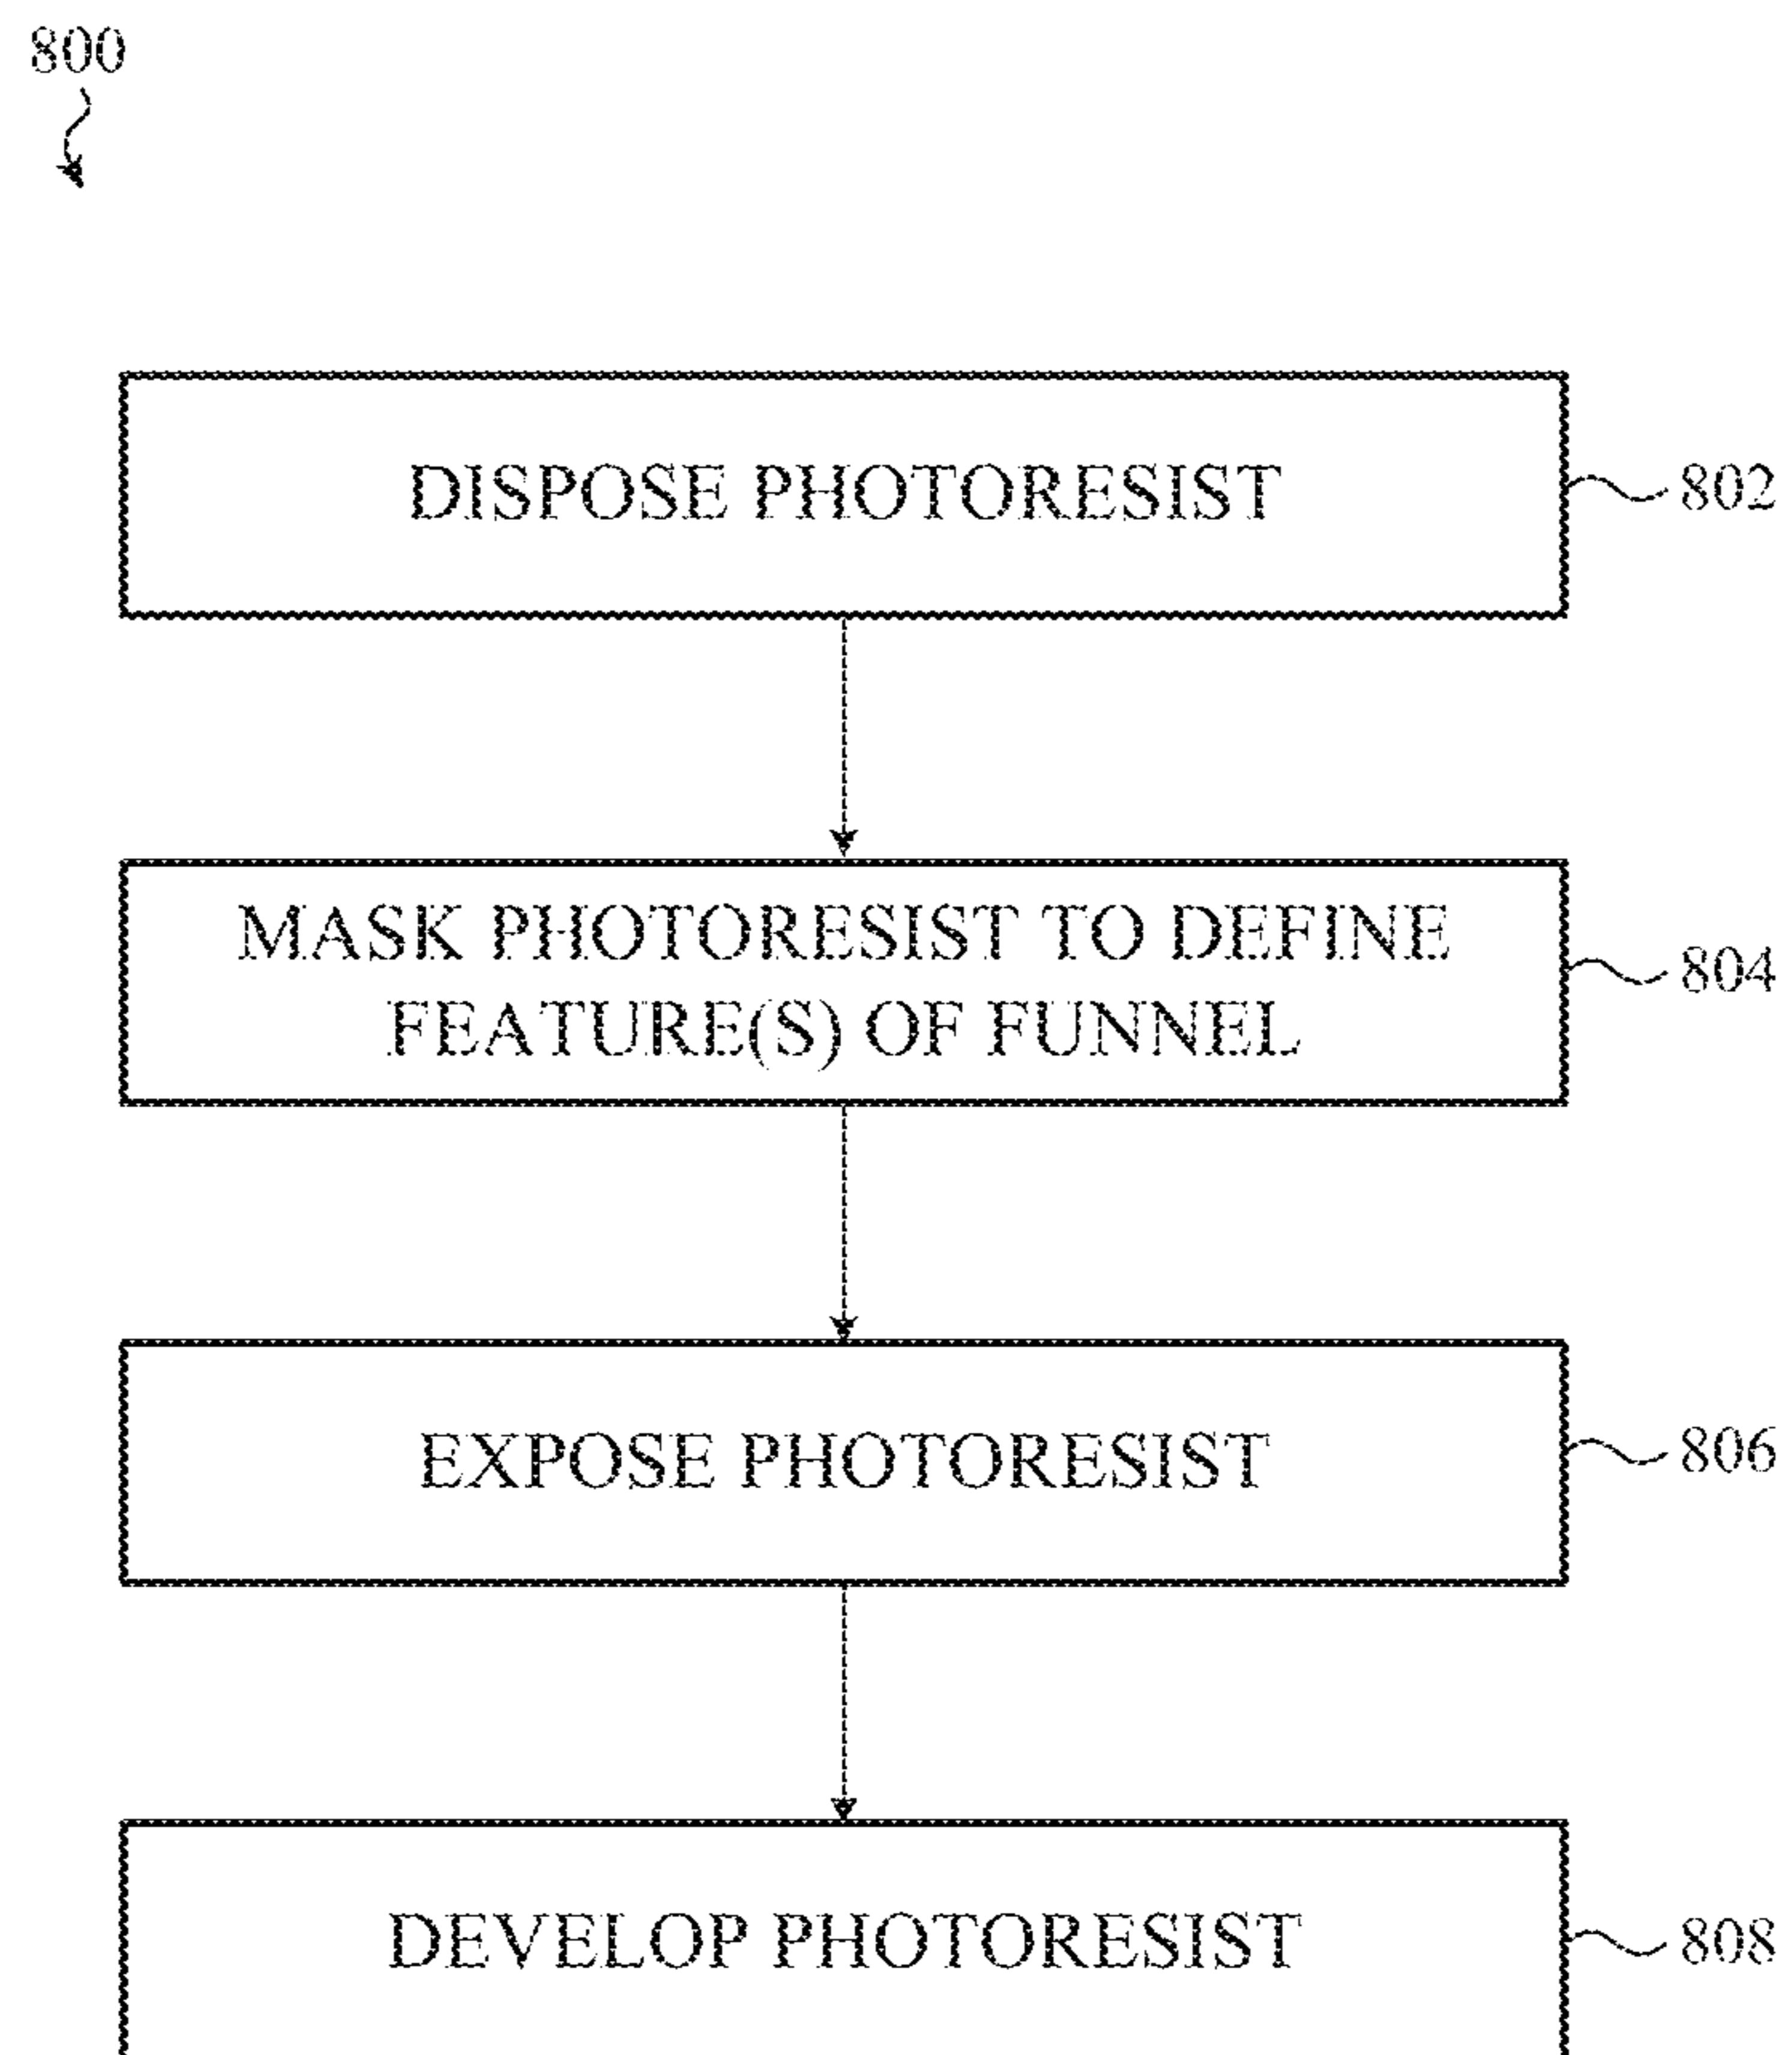 800
DISPOSE PHOTORESIST
802
MASK PHOTORESIST TO DEFINE
FEATURE(S) OF FUNNEL
804
EXPOSE PHOTORESIST
806
DEVELOP PHOTORESIST
808